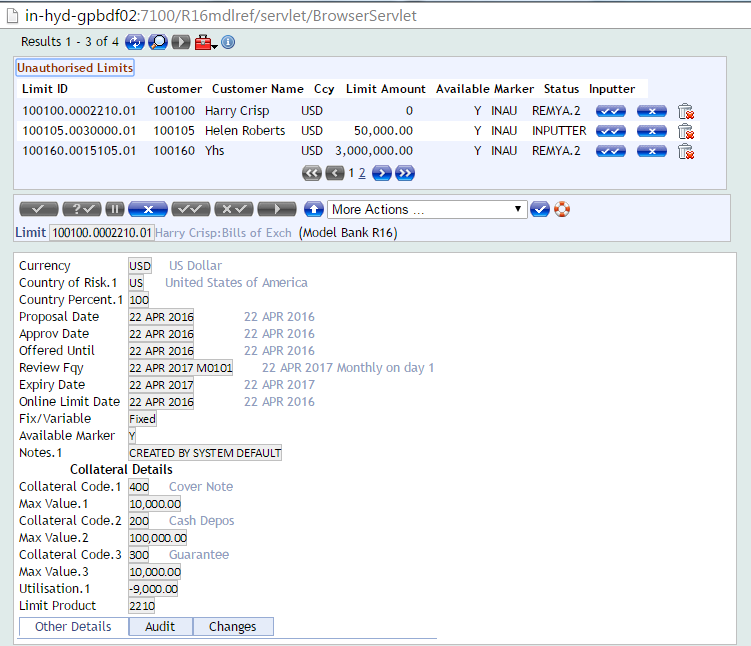 in-hyd-gpbdf02:7100/R16mdlref/servlet/BrowserServlet
Results 1 - 3 of 4
Unauthorised Limits
Limit ID Customer Customer Name Ccy Limit Amount Available Marker Status Inputter
100100.0002210.01 100100 Harry Crisp USD 0 Y INAU REMYA.2
100105.0030000.01 100105 Helen Roberts USD 50,000.00 Y INAU INPUTTER
100160.0015105.01 100160 Yhs USD 3,000,000.00 Y INAU REMYA.2
1 2
More Actions ...
Limit 100100.0002210.01 Harry Crisp:Bills of Exch (Model Bank R16)
Currency USD US Dollar
Country of Risk.1 US United States of America
Country Percent.1 100
Proposal Date 22 APR 2016 22 APR 2016
Approv Date 22 APR 2016 22 APR 2016
Offered Until 22 APR 2016 22 APR 2016
Review Fqy 22 APR 2017 M0101 22 APR 2017 Monthly on day 1
Expiry Date 22 APR 2017 22 APR 2017
Online Limit Date 22 APR 2016 22 APR 2016
Fix/Variable Fixed
Available Marker Y
Notes.1 CREATED BY SYSTEM DEFAULT
Collateral Details
Collateral Code.1 400 Cover Note
Max Value.1 10,000.00
Collateral Code.2 200 Cash Depos
Max Value.2 100,000.00
Collateral Code.3 300 Guarantee
Max Value.3 10,000.00
Utilisation.1 -9,000.00
Limit Product 2210
Other Details Audit Changes